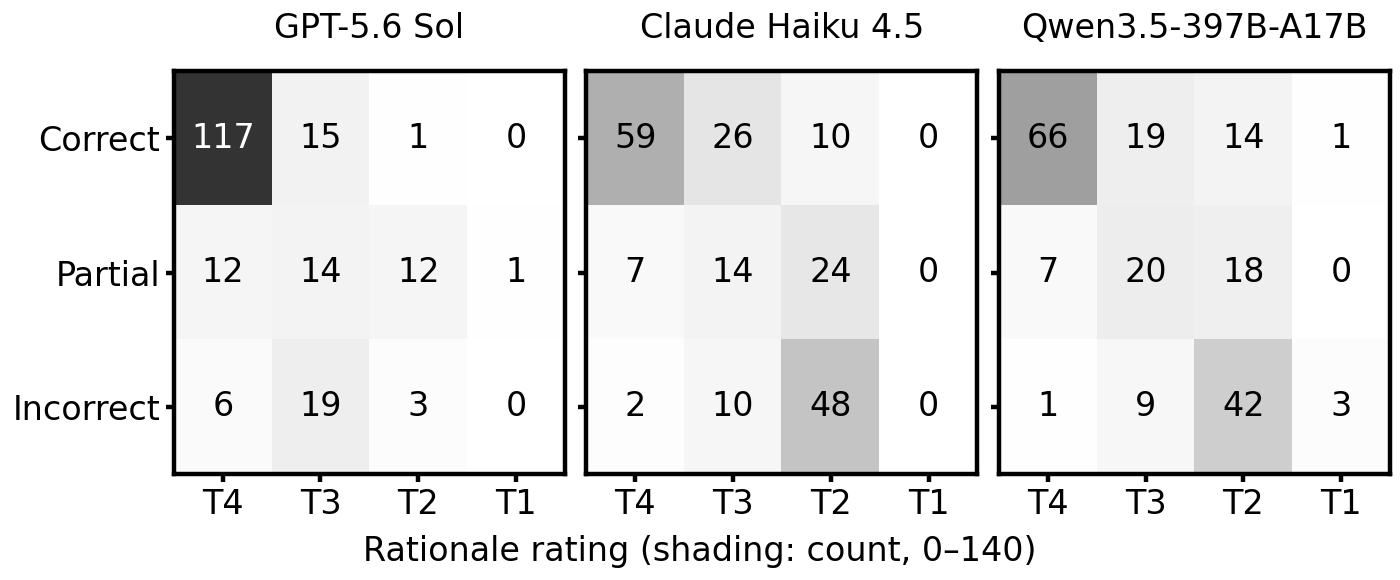 GPT-5.6 Sol Claude Haiku 4.5 Qwen3.5-397B-A17B
Correct 117 15 1 0 59 26 10 0 66 19 14 1
Partial 12 14 12 1 7 14 24 0 7 20 18 0
Incorrect 6 19 3 0 2 10 48 0 1 9 42 3
T4 T3 T2 T1 T4 T3 T2 T1 T4 T3 T2 T1
Rationale rating (shading: count, 0–140)